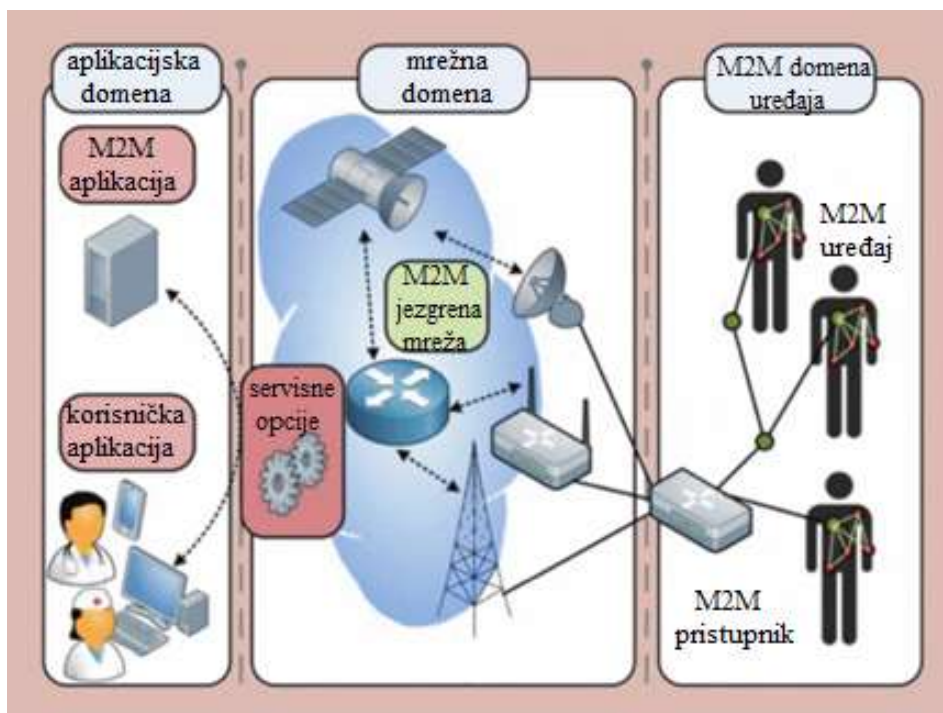 aplikacijska
domena
mrežna
domena
M2M domena
uređaja
M2M
aplikacija
M2M
uređaj
M2M
jezgrena
mreža
servisne
opcije
korisnička
aplikacija
M2M
pristupnik